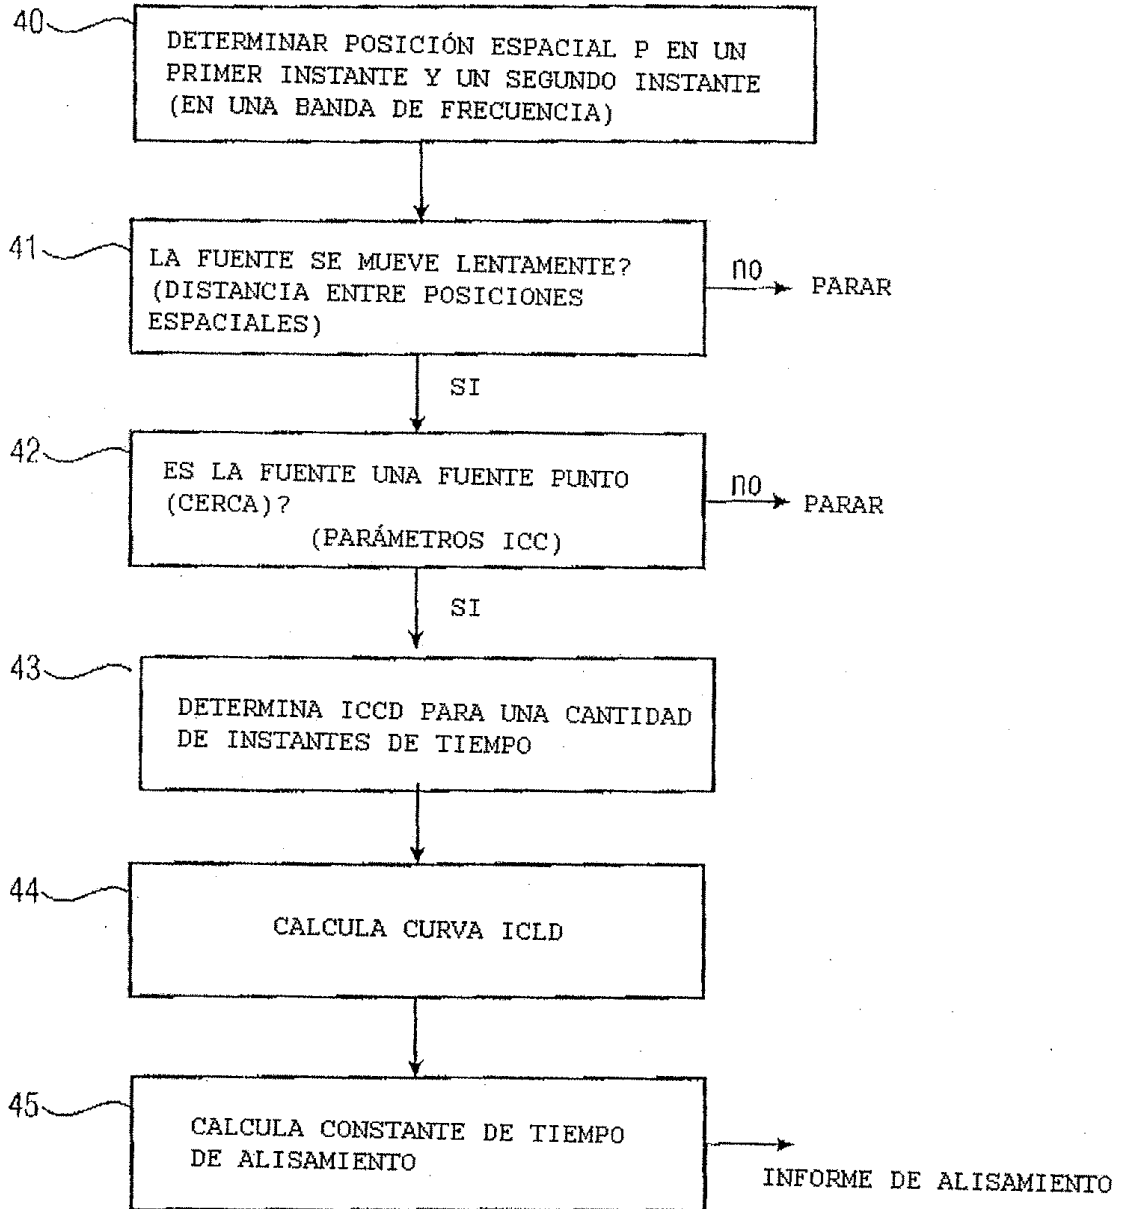 40
DETERMINAR POSICIÓN ESPACIAL P EN UN
PRIMER INSTANTE Y UN SEGUNDO INSTANTE
(EN UNA BANDA DE FRECUENCIA)
41
LA FUENTE SE MUEVE LENTAMENTE?
(DISTANCIA ENTRE POSICIONES
ESPACIALES)
no
PARAR
SI
42
ES LA FUENTE UNA FUENTE PUNTO
(CERCA)?
(PARÁMETROS ICC)
no
PARAR
SI
43
DETERMINA ICCD PARA UNA CANTIDAD
DE INSTANTES DE TIEMPO
44
CALCULA CURVA ICLD
45
CALCULA CONSTANTE DE TIEMPO
DE ALISAMIENTO
INFORME DE ALISAMIENTO